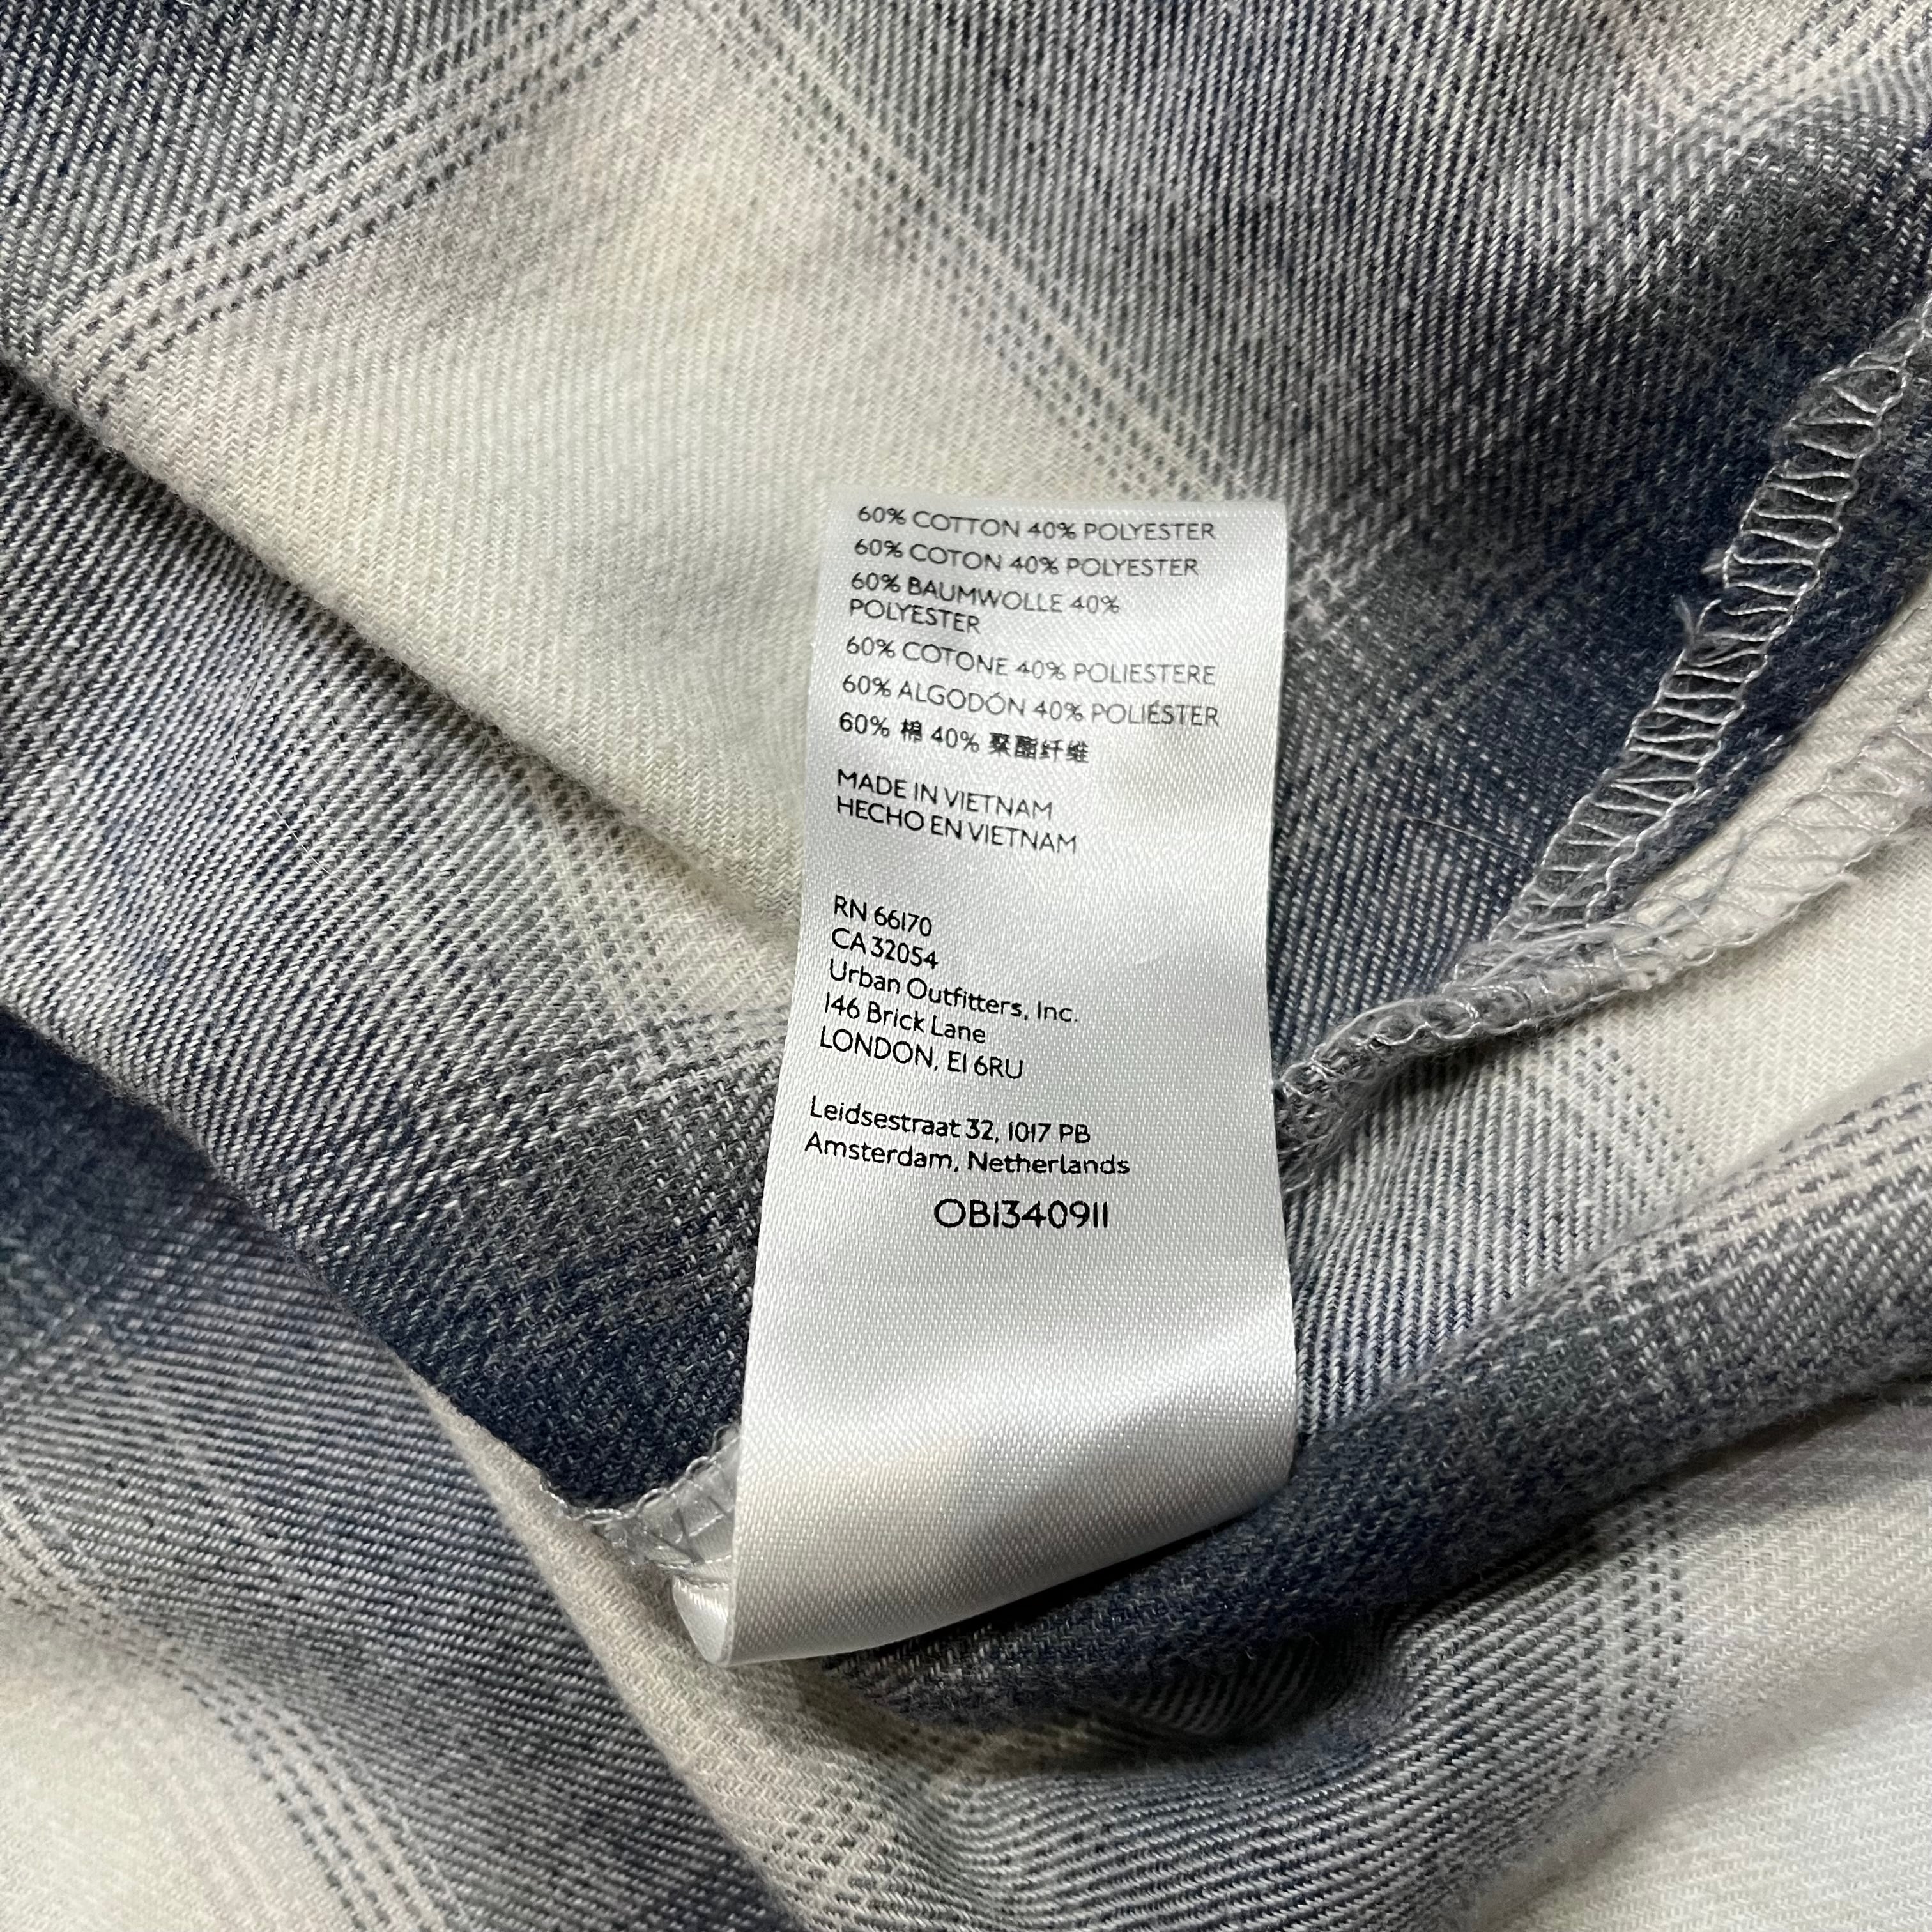 60% COTTON 40% POLYESTER
60% COTON 40% POLYESTER
60% BAUMWOLLE 40%
POLYESTER
60% COTONE 40% POLIESTERE
60% ALGODÓN 40% POLIÉSTER
60% 棉 40% 聚酯纤维
MADE IN VIETNAM
HECHO EN VIETNAM
RN 66170
CA 32054
Urban Outfitters, Inc.
146 Brick Lane
LONDON, E1 6RU
Leidsestraat 32, 1017 PB
Amsterdam, Netherlands
OB1340911